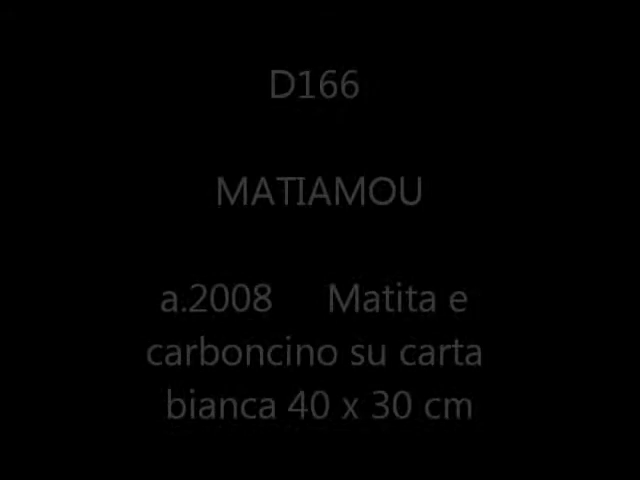 D166
MATIAMOU
a.2008 Matita e
carboncino su carta
bianca 40 x 30 cm